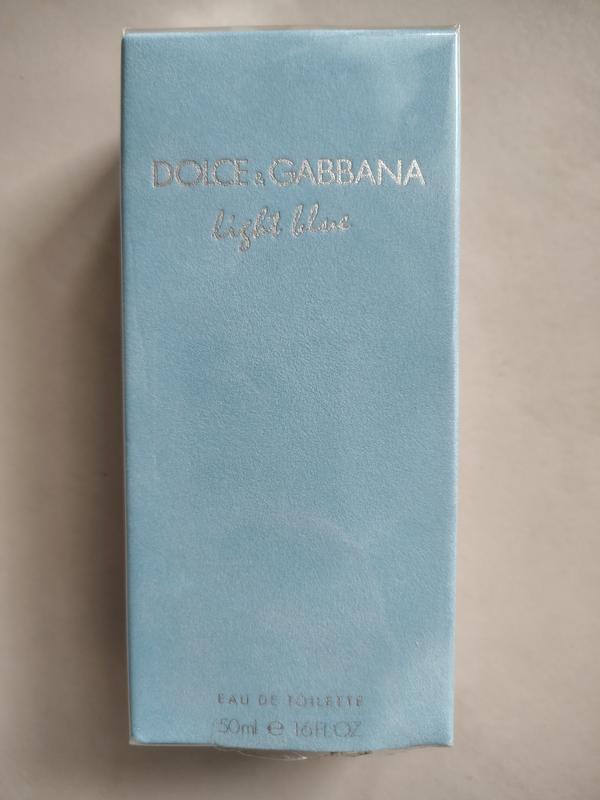 DOLCE & GABBANA
light blue
EAU DE TOILETTE
50ml e 1.6 FL.OZ